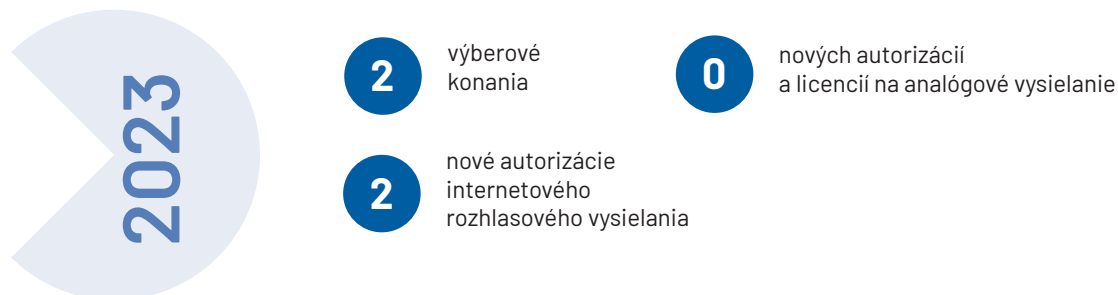 2023
2
výberové
konania
0
nových autorizácií
a licencií na analógové vysielanie
2
nové autorizácie
internetového
rozhlasového vysielania